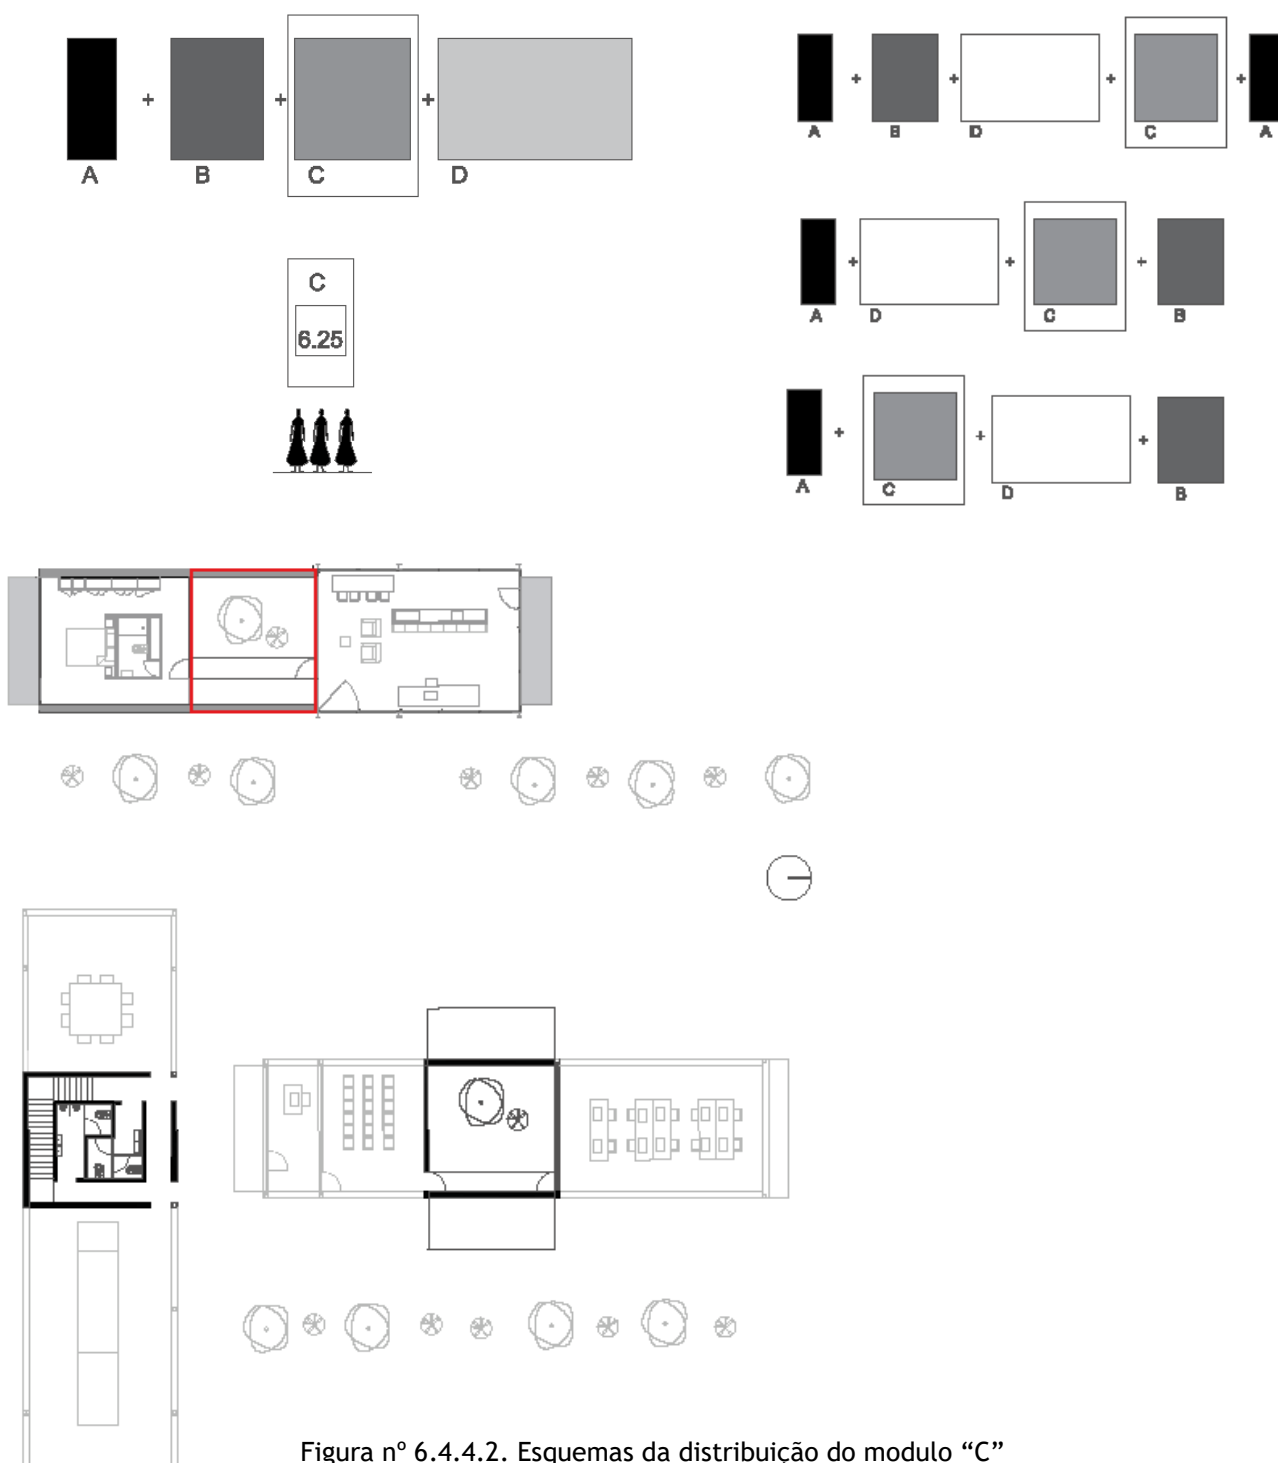 + + +
A B C D
+ + + +
A B D C A
C
6.25
+ + +
A D C B
+ + +
A C D B
Figura nº 6.4.4.2. Esquemas da distribuição do modulo “C”